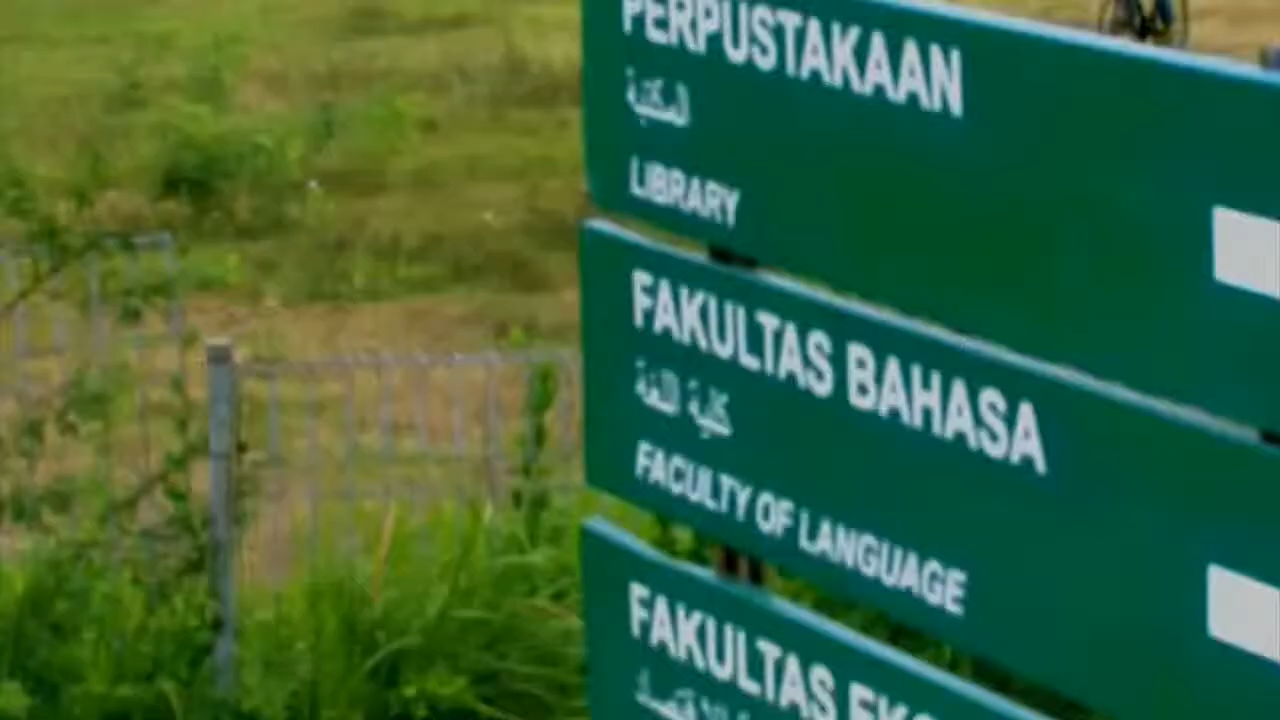 PERPUSTAKAAN
المكتبة
LIBRARY
FAKULTAS BAHASA
كلية اللغة
FACULTY OF LANGUAGE
FAKULTAS